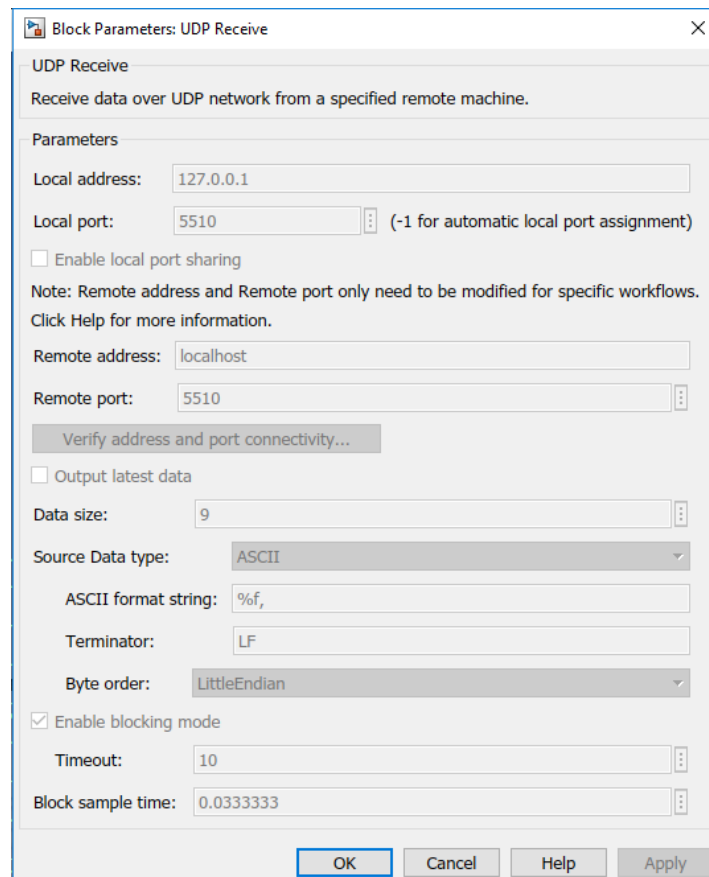 Block Parameters: UDP Receive
UDP Receive
Receive data over UDP network from a specified remote machine.
Parameters
Local address: 127.0.0.1
Local port: 5510 (-1 for automatic local port assignment)
Enable local port sharing
Note: Remote address and Remote port only need to be modified for specific workflows.
Click Help for more information.
Remote address: localhost
Remote port: 5510
Verify address and port connectivity...
Output latest data
Data size: 9
Source Data type: ASCII
ASCII format string: %f,
Terminator: LF
Byte order: LittleEndian
Enable blocking mode
Timeout: 10
Block sample time: 0.0333333
OK Cancel Help Apply